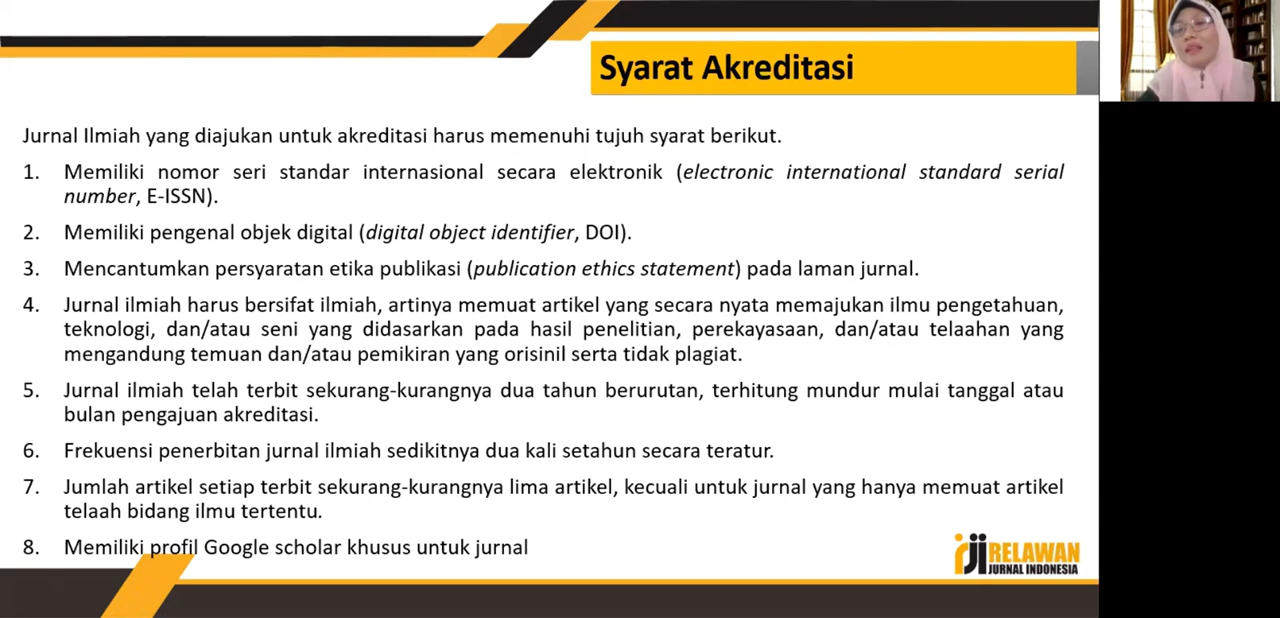 Syarat Akreditasi
Jurnal Ilmiah yang diajukan untuk akreditasi harus memenuhi tujuh syarat berikut.
1. Memiliki nomor seri standar internasional secara elektronik (electronic international standard serial
number, E-ISSN).
2. Memiliki pengenal objek digital (digital object identifier, DOI).
3. Mencantumkan persyaratan etika publikasi (publication ethics statement) pada laman jurnal.
4. Jurnal ilmiah harus bersifat ilmiah, artinya memuat artikel yang secara nyata memajukan ilmu pengetahuan,
teknologi, dan/atau seni yang didasarkan pada hasil penelitian, perekayasaan, dan/atau telaahan yang
mengandung temuan dan/atau pemikiran yang orisinil serta tidak plagiat.
5. Jurnal ilmiah telah terbit sekurang-kurangnya dua tahun berurutan, terhitung mundur mulai tanggal atau
bulan pengajuan akreditasi.
6. Frekuensi penerbitan jurnal ilmiah sedikitnya dua kali setahun secara teratur.
7. Jumlah artikel setiap terbit sekurang-kurangnya lima artikel, kecuali untuk jurnal yang hanya memuat artikel
telaah bidang ilmu tertentu.
8. Memiliki profil Google scholar khusus untuk jurnal
rji RELAWAN
JURNAL INDONESIA